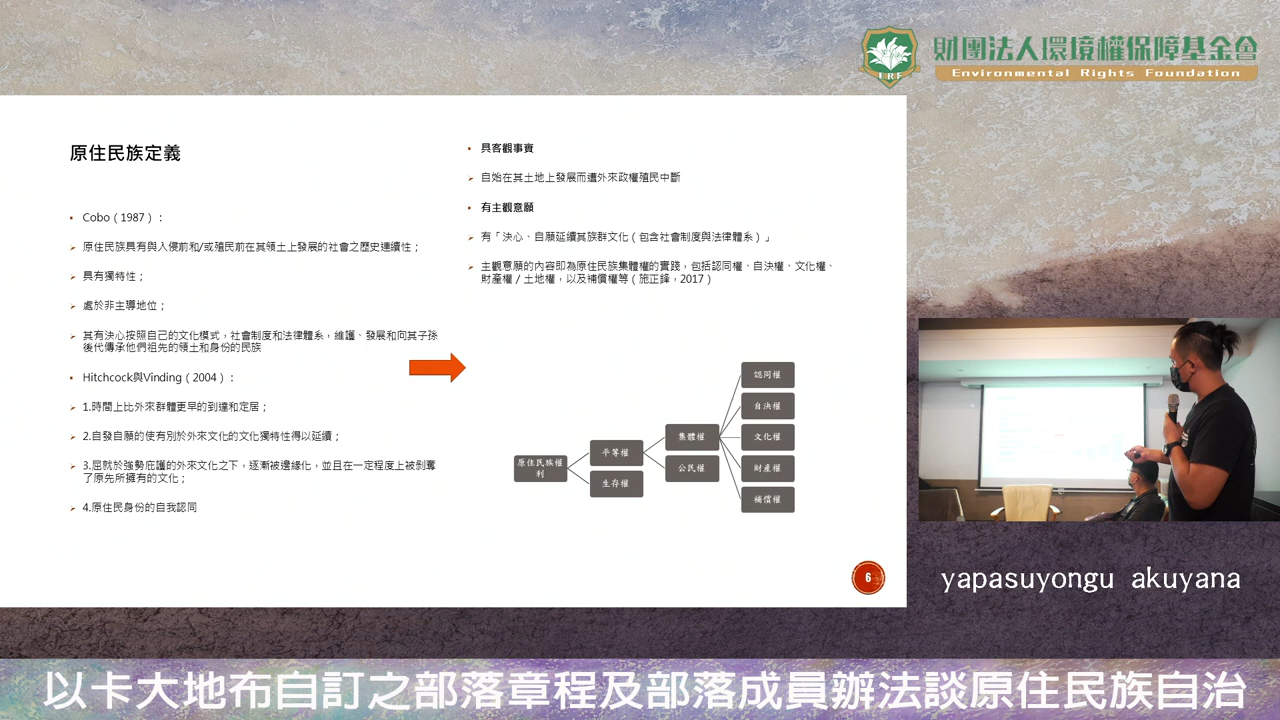 ERF
財團法人環境權保障基金會
Environmental Rights Foundation
原住民族定義
Cobo（1987）：
原住民族具有與入侵前和/或殖民前在其領土上發展的社會之歷史連續性；
具有獨特性；
處於非主導地位；
其有決心按照自己的文化模式，社會制度和法律體系，維護、發展和向其子孫
後代傳承他們祖先的領土和身份的民族
Hitchcock與Vinding（2004）：
1.時間上比外來群體更早的到達和定居；
2.自發自願的使有別於外來文化的文化獨特性得以延續；
3.屈就於強勢庇護的外來文化之下，逐漸被邊緣化，並且在一定程度上被剝奪
了原先所擁有的文化；
4.原住民身份的自我認同
具客觀事實
自始在其土地上發展而遭外來政權殖民中斷
有主觀意願
有「決心、自願延續其族群文化（包含社會制度與法律體系）」
主觀意願的內容即為原住民族集體權的實踐，包括認同權、自決權、文化權、
財產權 / 土地權，以及補償權等（施正鋒，2017）
原住民族權
利
平等權
生存權
集體權
公民權
認同權
自決權
文化權
財產權
補償權
6
yapasuyongu akuyana
以卡大地布自訂之部落章程及部落成員辦法談原住民族自治